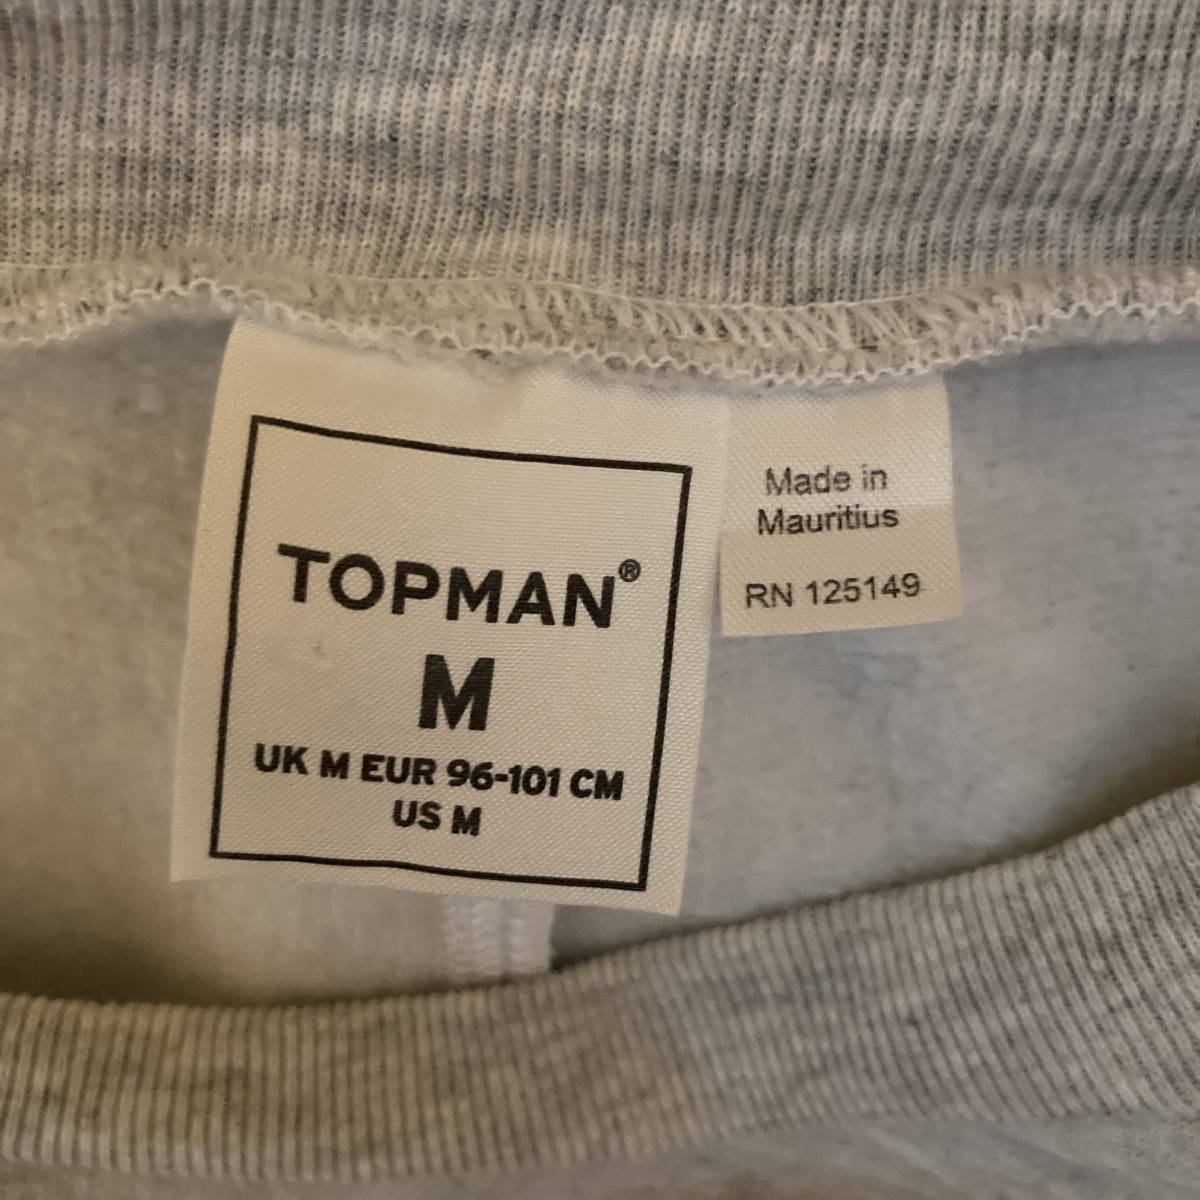 TOPMAN®
M
UK M EUR 96-101 CM
US M
Made in
Mauritius
RN 125149